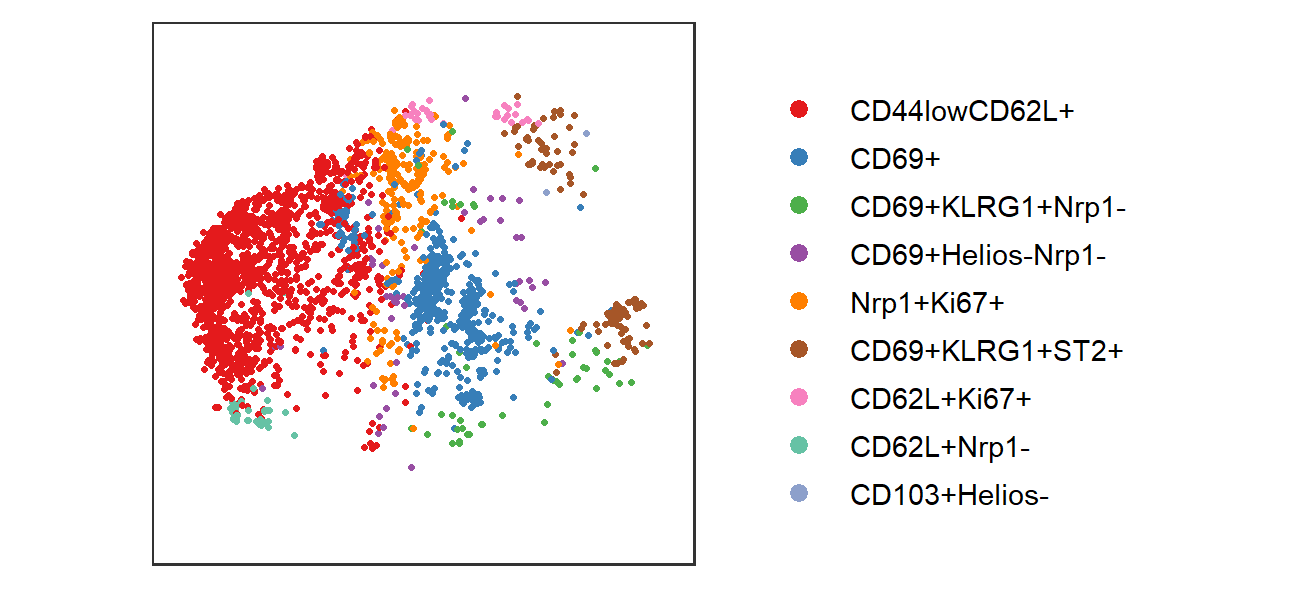 CD44lowCD62L+
CD69+
CD69+KLRG1+Nrp1-
CD69+Helios-Nrp1-
Nrp1+Ki67+
CD69+KLRG1+ST2+
CD62L+Ki67+
CD62L+Nrp1-
CD103+Helios-